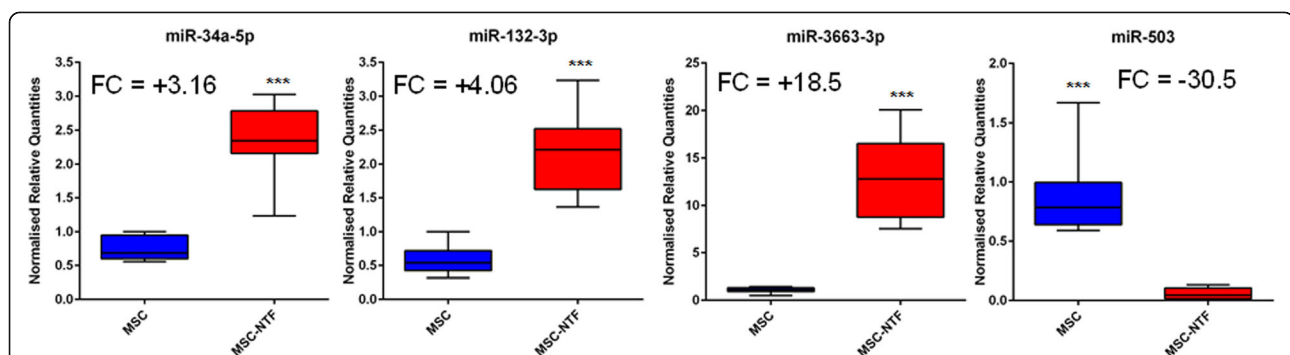 miR-34a-5p
FC = +3.16
***
Normalised Relative Quantities
3.5
3.0
2.5
2.0
1.5
1.0
0.5
0.0
MSC
MSC-NTF
miR-132-3p
FC = +4.06
***
Normalised Relative Quantities
3.5
3.0
2.5
2.0
1.5
1.0
0.5
0.0
MSC
MSC-NTF
miR-3663-3p
FC = +18.5
***
Normalised Relative Quantities
25
20
15
10
5
0
MSC
MSC-NTF
miR-503
FC = -30.5
***
Normalised Relative Quantities
2.0
1.5
1.0
0.5
0.0
MSC
MSC-NTF